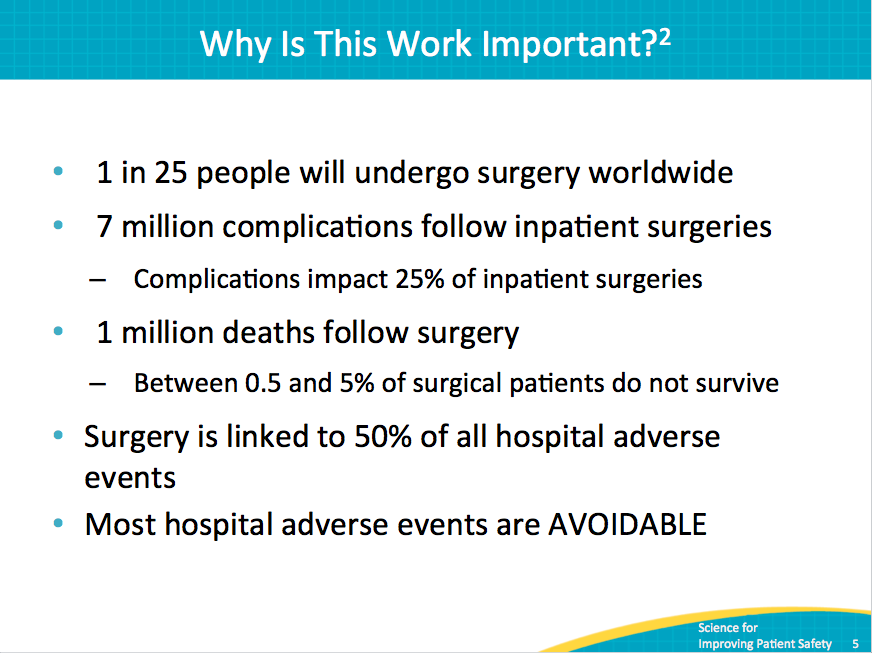 Why Is This Work Important?²
• 1 in 25 people will undergo surgery worldwide
• 7 million complications follow inpatient surgeries
– Complications impact 25% of inpatient surgeries
• 1 million deaths follow surgery
– Between 0.5 and 5% of surgical patients do not survive
• Surgery is linked to 50% of all hospital adverse
events
• Most hospital adverse events are AVOIDABLE
Science for
Improving Patient Safety 5